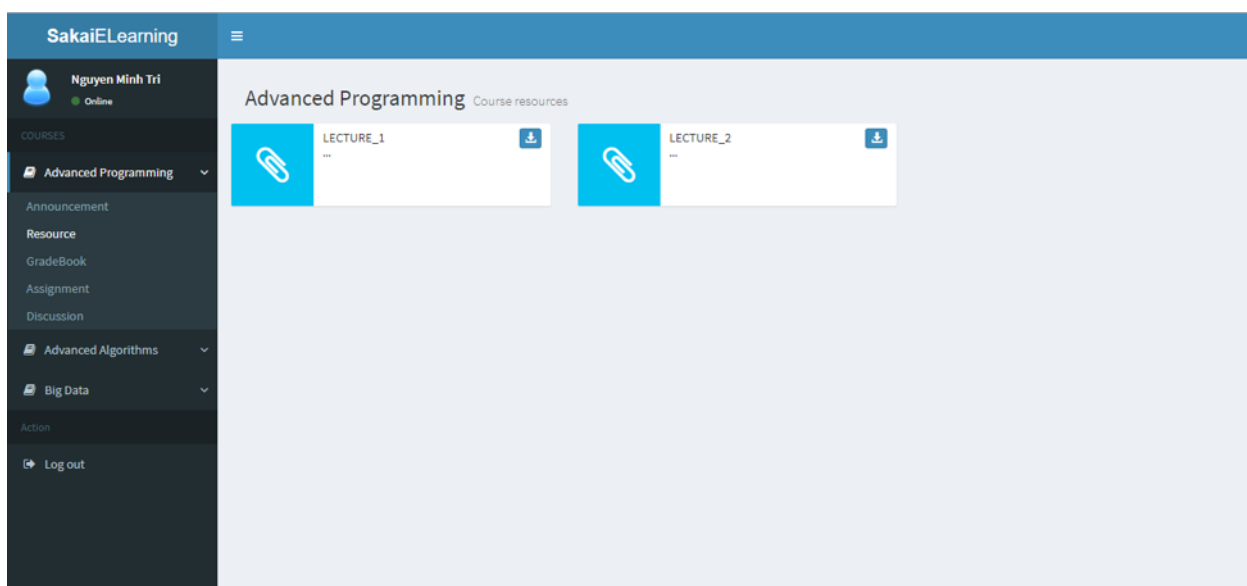 SakaiELearning
Nguyen Minh Tri
Online
COURSES
Advanced Programming
Announcement
Resource
GradeBook
Assignment
Discussion
Advanced Algorithms
Big Data
Action
Log out
Advanced Programming Course resources
LECTURE_1
...
LECTURE_2
...